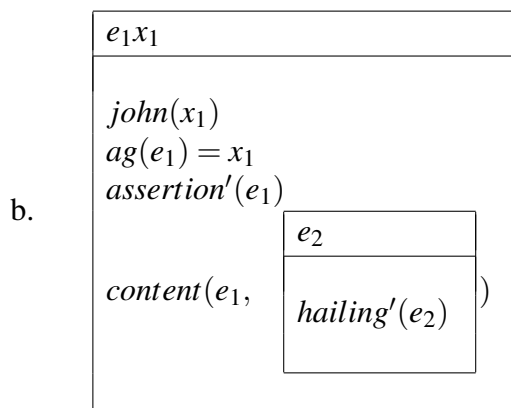 e₁x₁
john(x₁)
ag(e₁) = x₁
assertion′(e₁)
b.
e₂
content(e₁, )
hailing′(e₂)